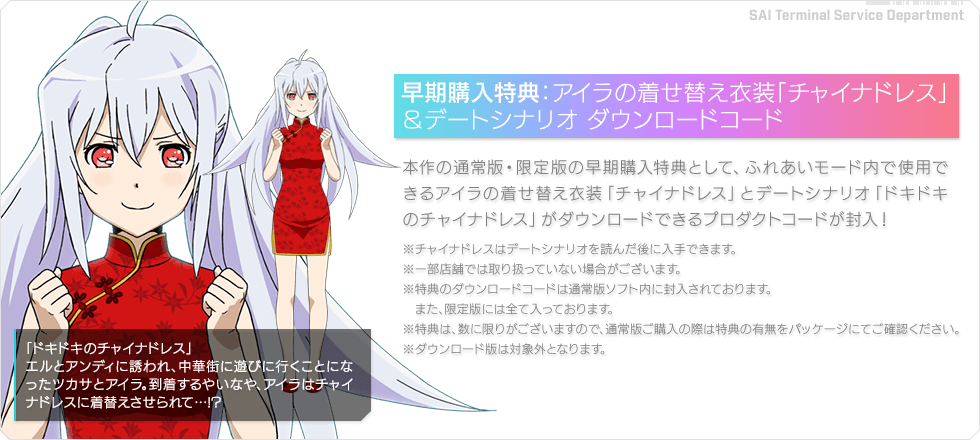 SAI Terminal Service Department
早期購入特典：アイラの着せ替え衣装「チャイナドレス」
＆デートシナリオ ダウンロードコード
本作の通常版・限定版の早期購入特典として、ふれあいモード内で使用で
きるアイラの着せ替え衣装「チャイナドレス」とデートシナリオ「ドキドキ
のチャイナドレス」がダウンロードできるプロダクトコードが封入！
※チャイナドレスはデートシナリオを読んだ後に入手できます。
※一部店舗では取り扱っていない場合がございます。
※特典のダウンロードコードは通常版ソフト内に封入されております。
また、限定版には全て入っております。
※特典は、数に限りがございますので、通常版ご購入の際は特典の有無をパッケージにてご確認ください。
※ダウンロード版は対象外となります。
「ドキドキのチャイナドレス」
エルとアンディに誘われ、中華街に遊びに行くことにな
ったツカサとアイラ。到着するやいなや、アイラはチャイ
ナドレスに着替えさせられて…!?